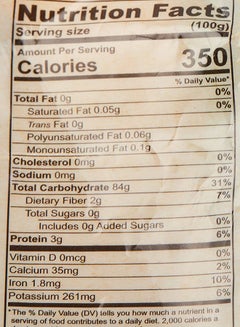 Nutrition Facts
Serving size (100g)
Amount Per Serving
Calories 350
% Daily Value*
Total Fat 0g 0%
Saturated Fat 0.05g 0%
Trans Fat 0g
Polyunsaturated Fat 0.06g
Monounsaturated Fat 0.1g
Cholesterol 0mg 0%
Sodium 0mg 0%
Total Carbohydrate 84g 31%
Dietary Fiber 2g 7%
Total Sugars 0g
Includes 0g Added Sugars 0%
Protein 3g 6%
Vitamin D 0mcg 0%
Calcium 35mg 2%
Iron 1.8mg 10%
Potassium 261mg 6%
*The % Daily Value (DV) tells you how much a nutrient in a
serving of food contributes to a daily diet. 2,000 calories a